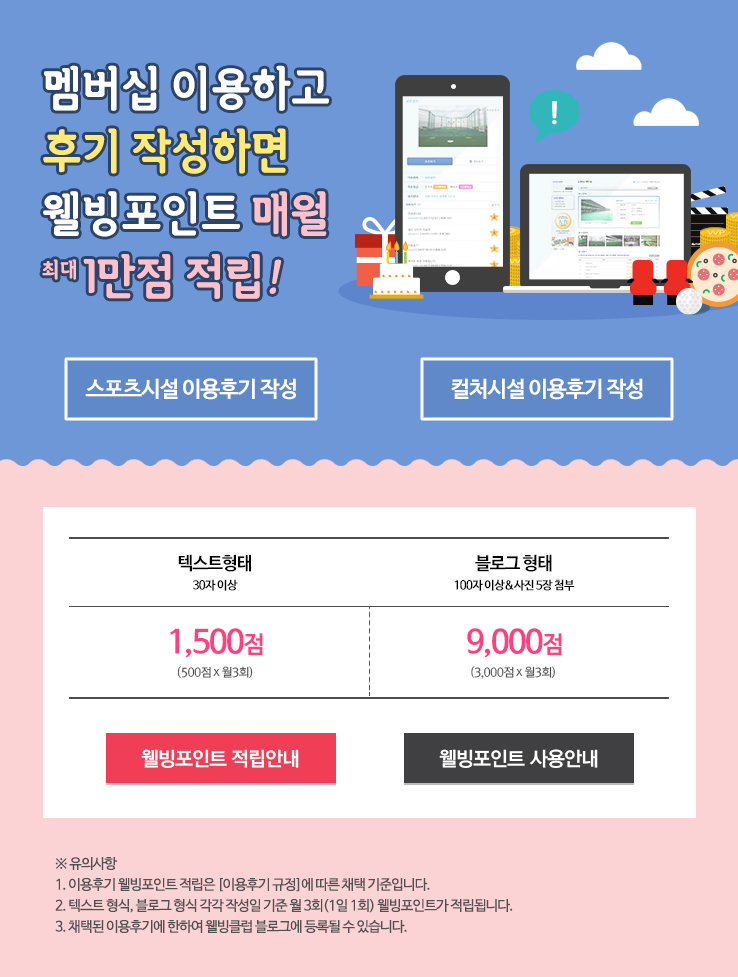 멤버십 이용하고
후기 작성하면
웰빙포인트 매월
최대 1만점 적립!
!
스포츠시설 이용후기 작성
컬처시설 이용후기 작성
텍스트형태
30자 이상
블로그 형태
100자 이상&사진 5장 첨부
1,500점
(500점 x 월3회)
9,000점
(3,000점 x 월3회)
웰빙포인트 적립안내
웰빙포인트 사용안내
※ 유의사항
1. 이용후기 웰빙포인트 적립은 [이용후기 규정]에 따른 채택 기준입니다.
2. 텍스트 형식, 블로그 형식 각각 작성일 기준 월 3회(1일 1회) 웰빙포인트가 적립됩니다.
3. 채택된 이용후기에 한하여 웰빙클럽 블로그에 등록될 수 있습니다.